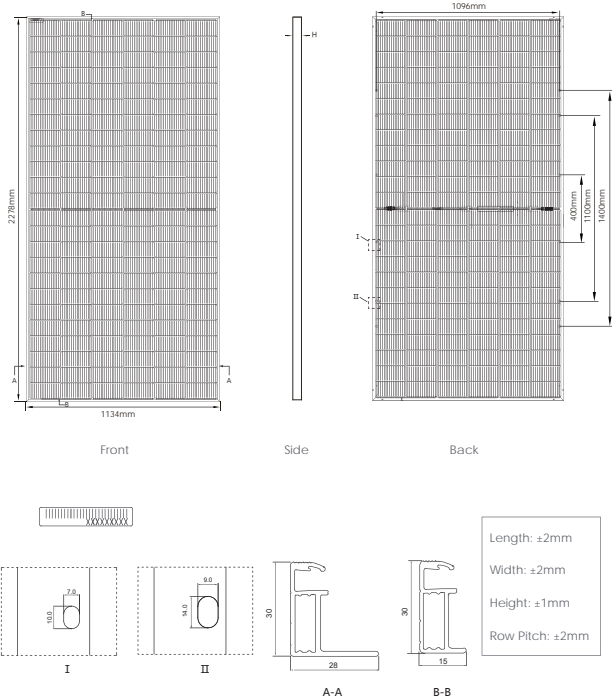 B
1096mm
H
2278mm
400mm
1100mm
1400mm
I
II
A
A
B
1134mm
Front
Side
Back
7.0
10.0
I
9.0
14.0
II
30
28
A-A
30
15
B-B
Length: ±2mm
Width: ±2mm
Height: ±1mm
Row Pitch: ±2mm